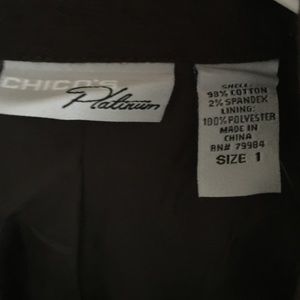 CHICO'S
Platinum
SHELL:
98% COTTON
2% SPANDEX
LINING:
100% POLYESTER
MADE IN
CHINA
RN# 79984
SIZE 1